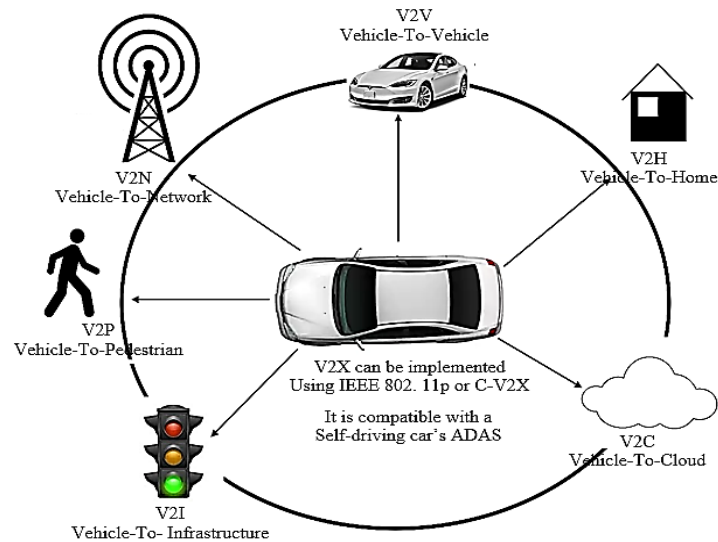 V2V
Vehicle-To-Vehicle
V2N
Vehicle-To-Network
V2H
Vehicle-To-Home
V2P
Vehicle-To-Pedestrian
V2X can be implemented
Using IEEE 802. 11p or C-V2X
It is compatible with a
Self-driving car's ADAS
V2C
Vehicle-To-Cloud
V2I
Vehicle-To- Infrastructure